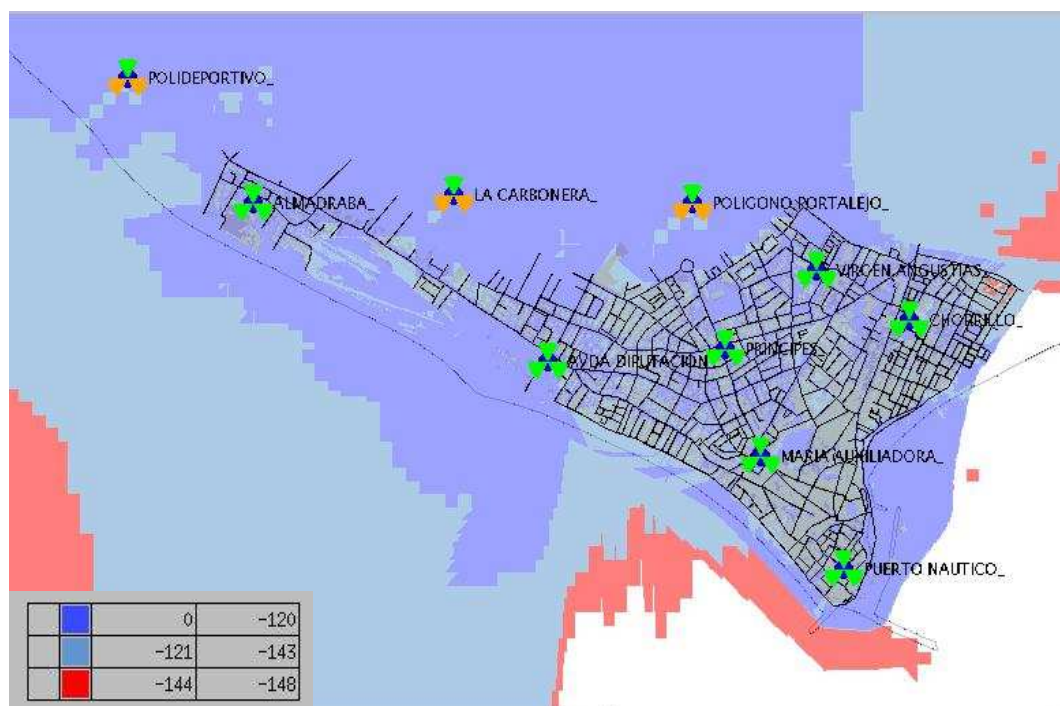 POLIDEPORTIVO_
ALMADRABA_
LA CARBONERA_
POLIGONO PORTALEJO_
VIRGEN ANGUSTIAS_
CHORRILLO_
PRINCIPES_
AVDA DIPUTACION_
MARIA AUXILIADORA_
PUERTO NAUTICO_
0 -120
-121 -143
-144 -148